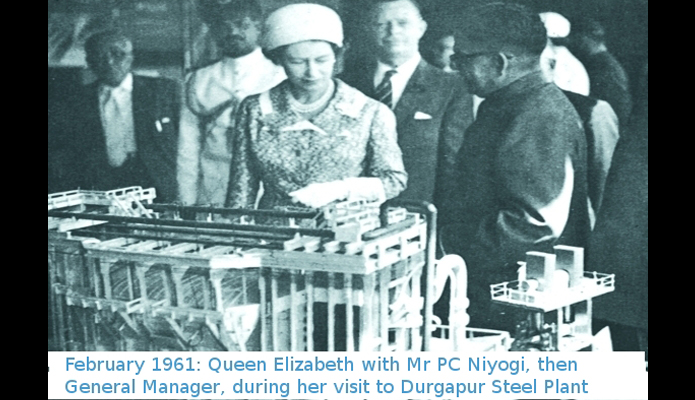 February 1961: Queen Elizabeth with Mr PC Niyogi, then
General Manager, during her visit to Durgapur Steel Plant